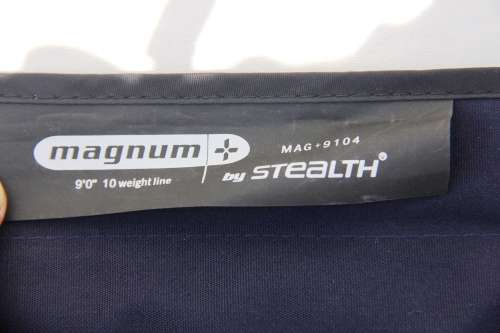 magnum
MAG+9104
9'0" 10 weight line
by STEALTH®